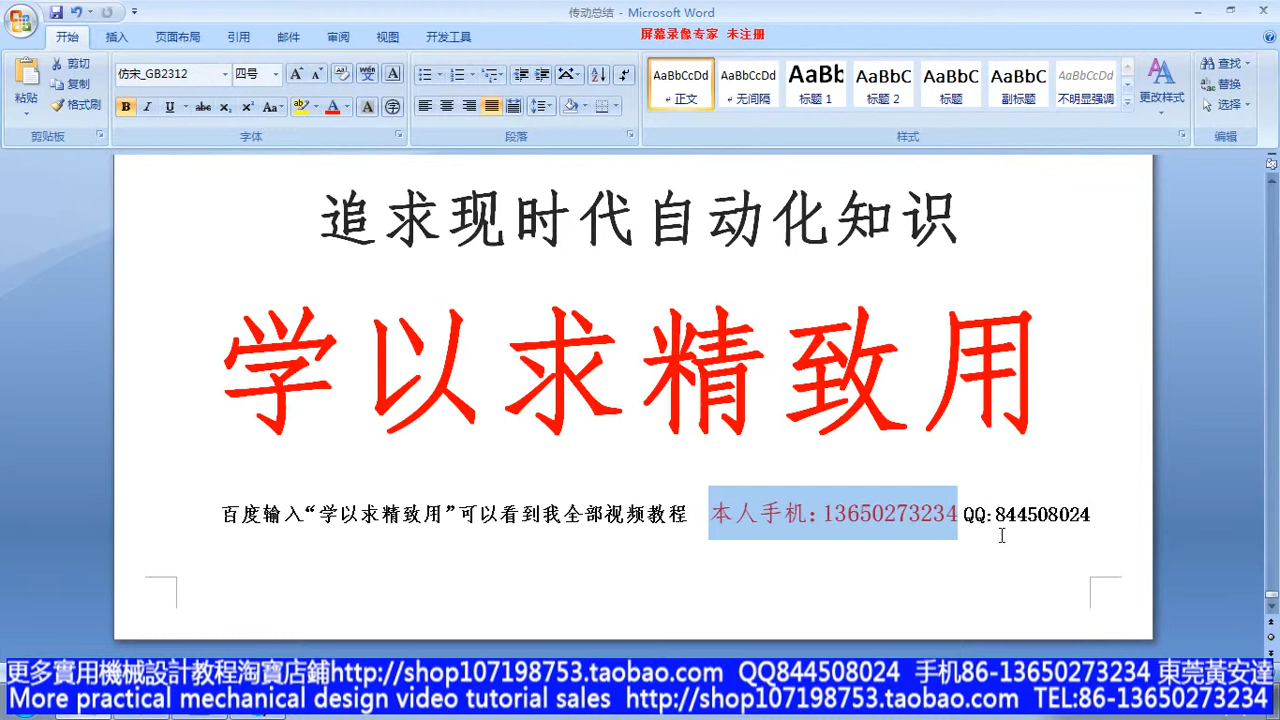 传动总结 - Microsoft Word
开始 插入 页面布局 引用 邮件 审阅 视图 开发工具
屏幕录像专家 未注册
粘贴 剪切 复制 格式刷
仿宋_GB2312 四号
AaBbCcDd AaBbCcDd AaBb AaBbC AaBbC AaBbC AaBbCcDd
正文 无间隔 标题 1 标题 2 标题 副标题 不明显强调 更改样式
查找 替换 选择
剪贴板 字体 段落 样式 编辑
追求现时代自动化知识
学以求精致用
百度输入“学以求精致用”可以看到我全部视频教程 本人手机:13650273234 QQ:844508024
更多實用機械設計教程淘寶店鋪http://shop107198753.taobao.com QQ844508024 手机86-13650273234 東莞黃安達
More practical mechanical design video tutorial sales http://shop107198753.taobao.com TEL:86-13650273234